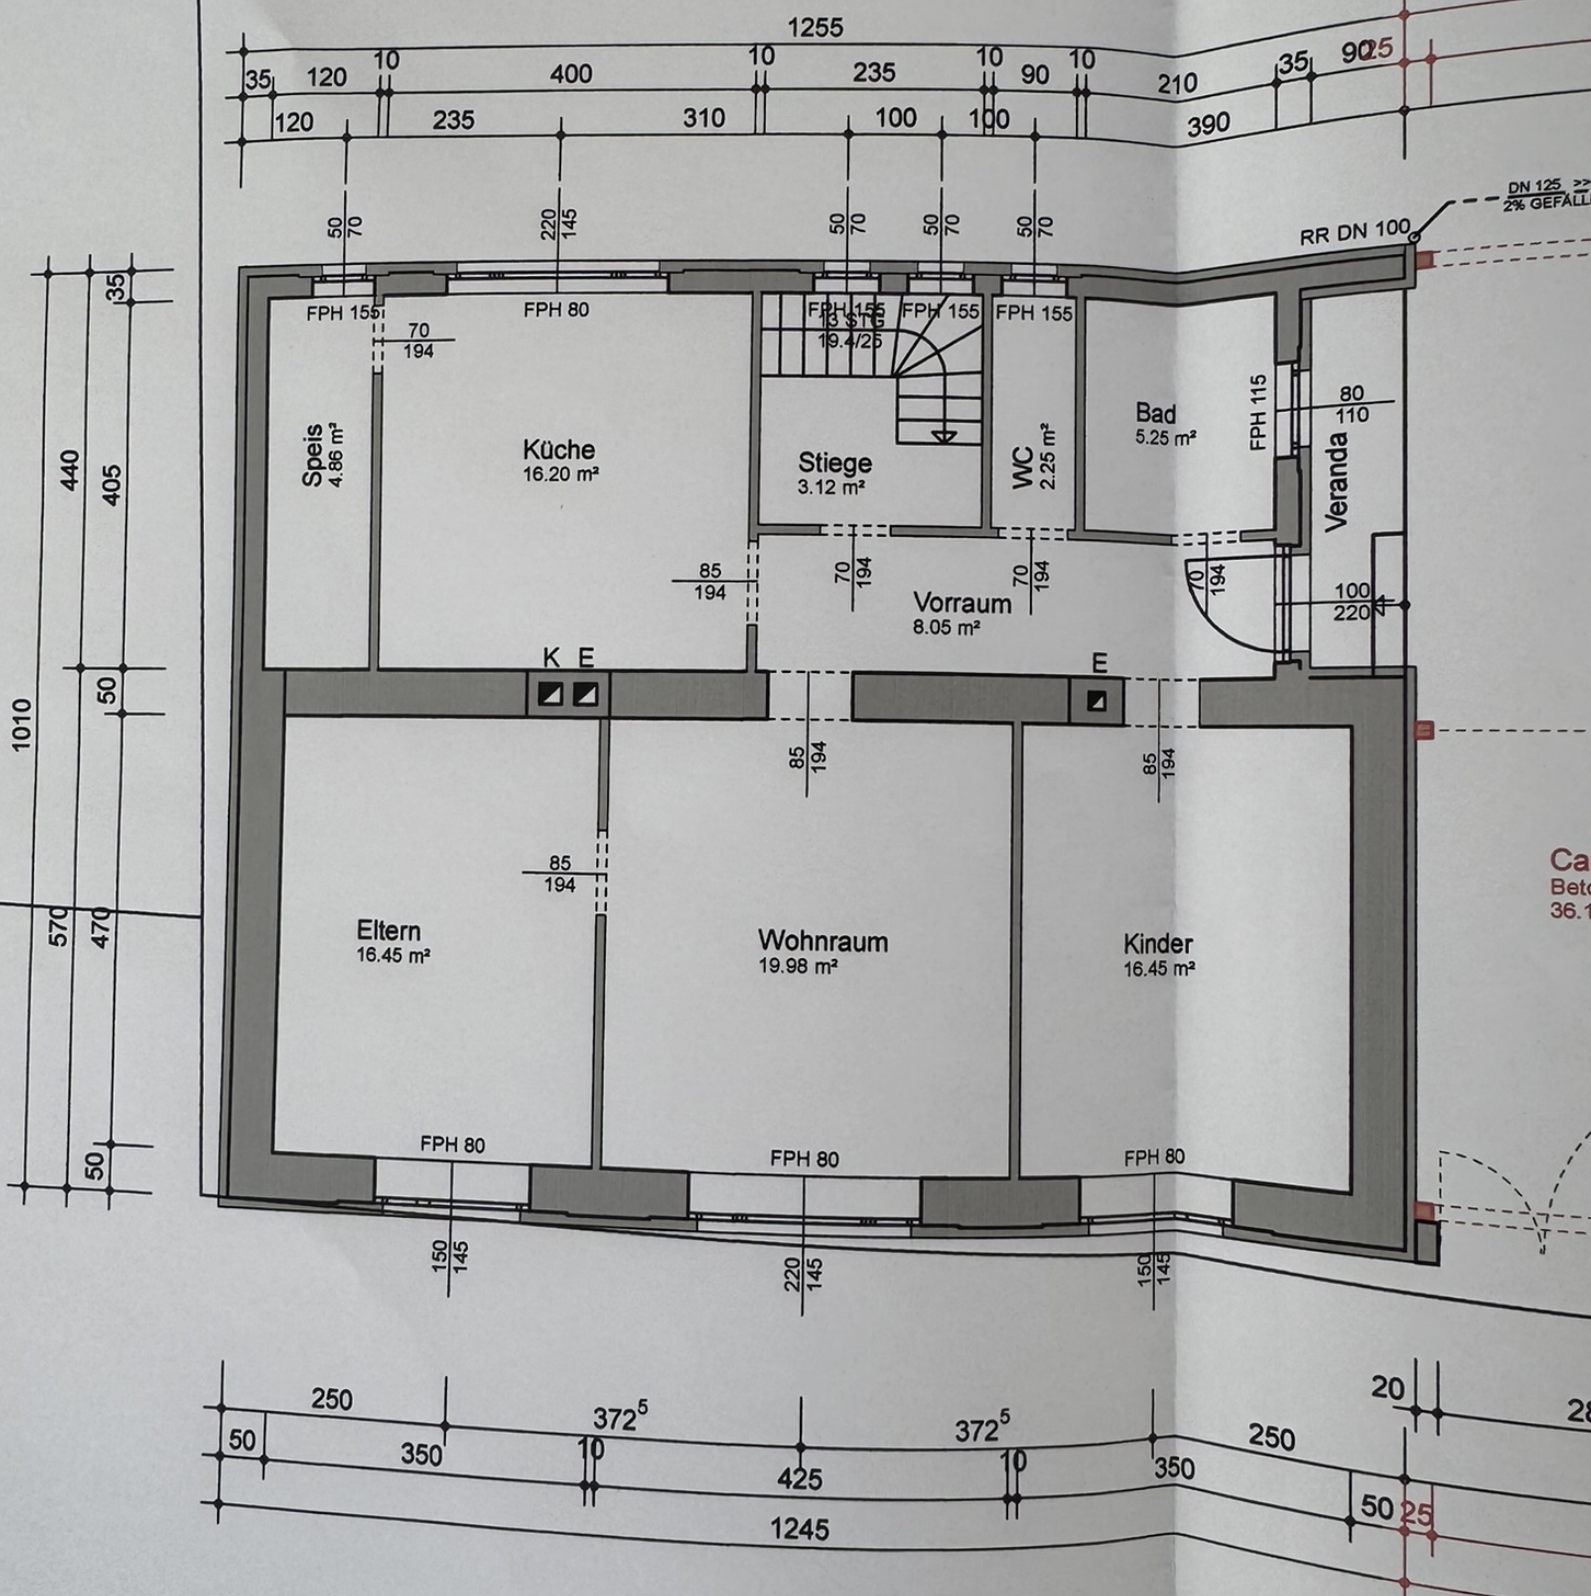 1255
35 120 10 400 10 235 10 90 10 210 35 90 25
120 235 310 100 100 390
50 70
220 145
50 70
50 70
50 70
DN 125 >>
RR DN 100
FPH 155
FPH 80
FPH 155
FPH 155
FPH 155
13 STG
19.4/25
70
194
35
440
405
50
1010
570
470
50
Speis
4.86 m²
Küche
16.20 m²
Stiege
3.12 m²
WC
2.25 m²
Bad
5.25 m²
FPH 115
80
110
Veranda
85
194
70
194
70
194
70
194
100
220
Vorraum
8.05 m²
K E
E
85
194
85
194
85
194
Eltern
16.45 m²
Wohnraum
19.98 m²
Kinder
16.45 m²
Ca
36.1
FPH 80
FPH 80
FPH 80
150
145
220
145
150
145
250 372⁵ 372⁵ 250 20
50 350 10 425 10 350 50 25
1245